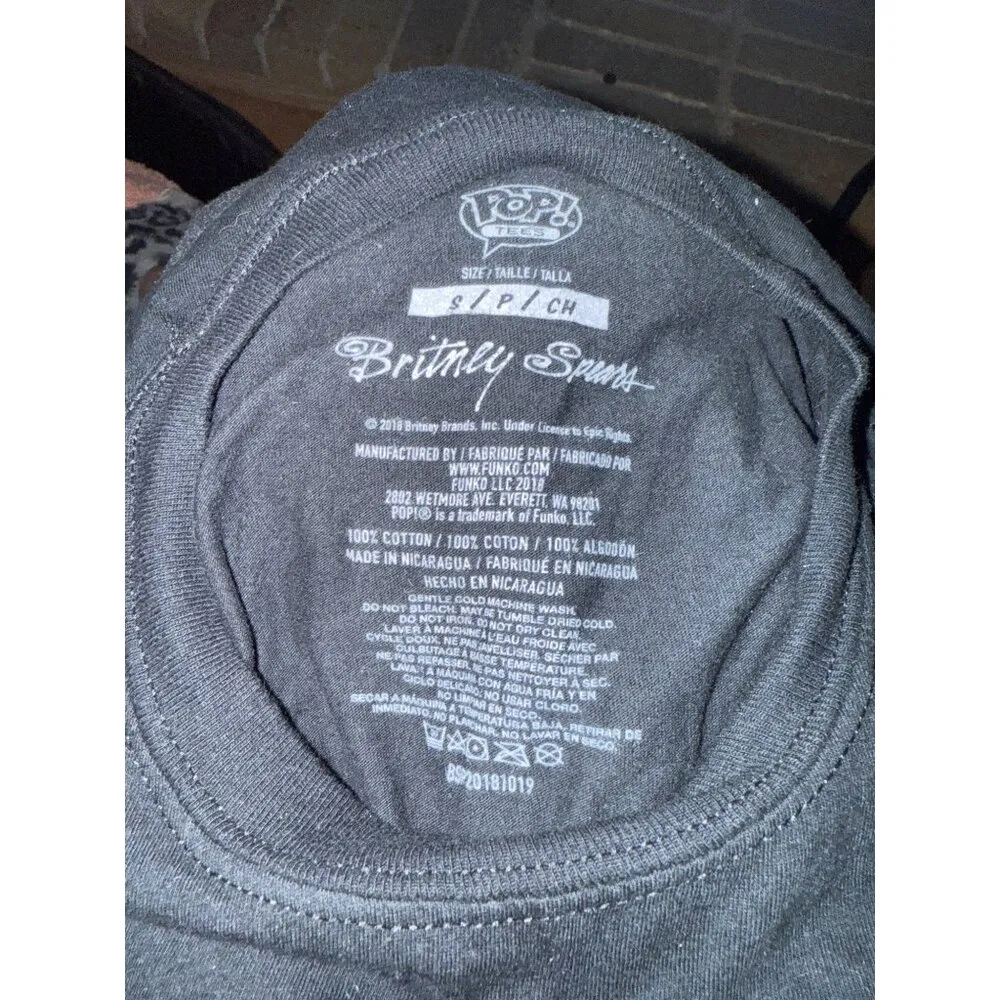 POP!
TEES
SIZE / TAILLE / TALLA
S / P / CH
Britney Spears
© 2018 Britney Brands, Inc. Under License to Epic Rights.
MANUFACTURED BY / FABRIQUÉ PAR / FABRICADO POR
WWW.FUNKO.COM
FUNKO LLC 2018
2802 WETMORE AVE. EVERETT, WA 98201
POP!® is a trademark of Funko, LLC.
100% COTTON / 100% COTON / 100% ALGODÓN
MADE IN NICARAGUA / FABRIQUÉ EN NICARAGUA
HECHO EN NICARAGUA
GENTLE COLD MACHINE WASH.
DO NOT BLEACH. MAY BE TUMBLE DRIED COLD.
DO NOT IRON. DO NOT DRY CLEAN.
LAVER À MACHINE À L'EAU FROIDE AVEC
CYCLE DOUX. NE PAS JAVELLISER. SÉCHER PAR
CULBUTAGE À BASSE TEMPÉRATURE.
NE PAS REPASSER. NE PAS NETTOYER À SEC.
LAVAR A MÁQUINA CON AGUA FRÍA Y EN
CICLO DELICADO. NO USAR CLORO.
NO LIMPIAR EN SECO.
SECAR A MÁQUINA A TEMPERATURA BAJA, RETIRAR DE
INMEDIATO, NO PLANCHAR, NO LAVAR EN SECO.
BSP20181019